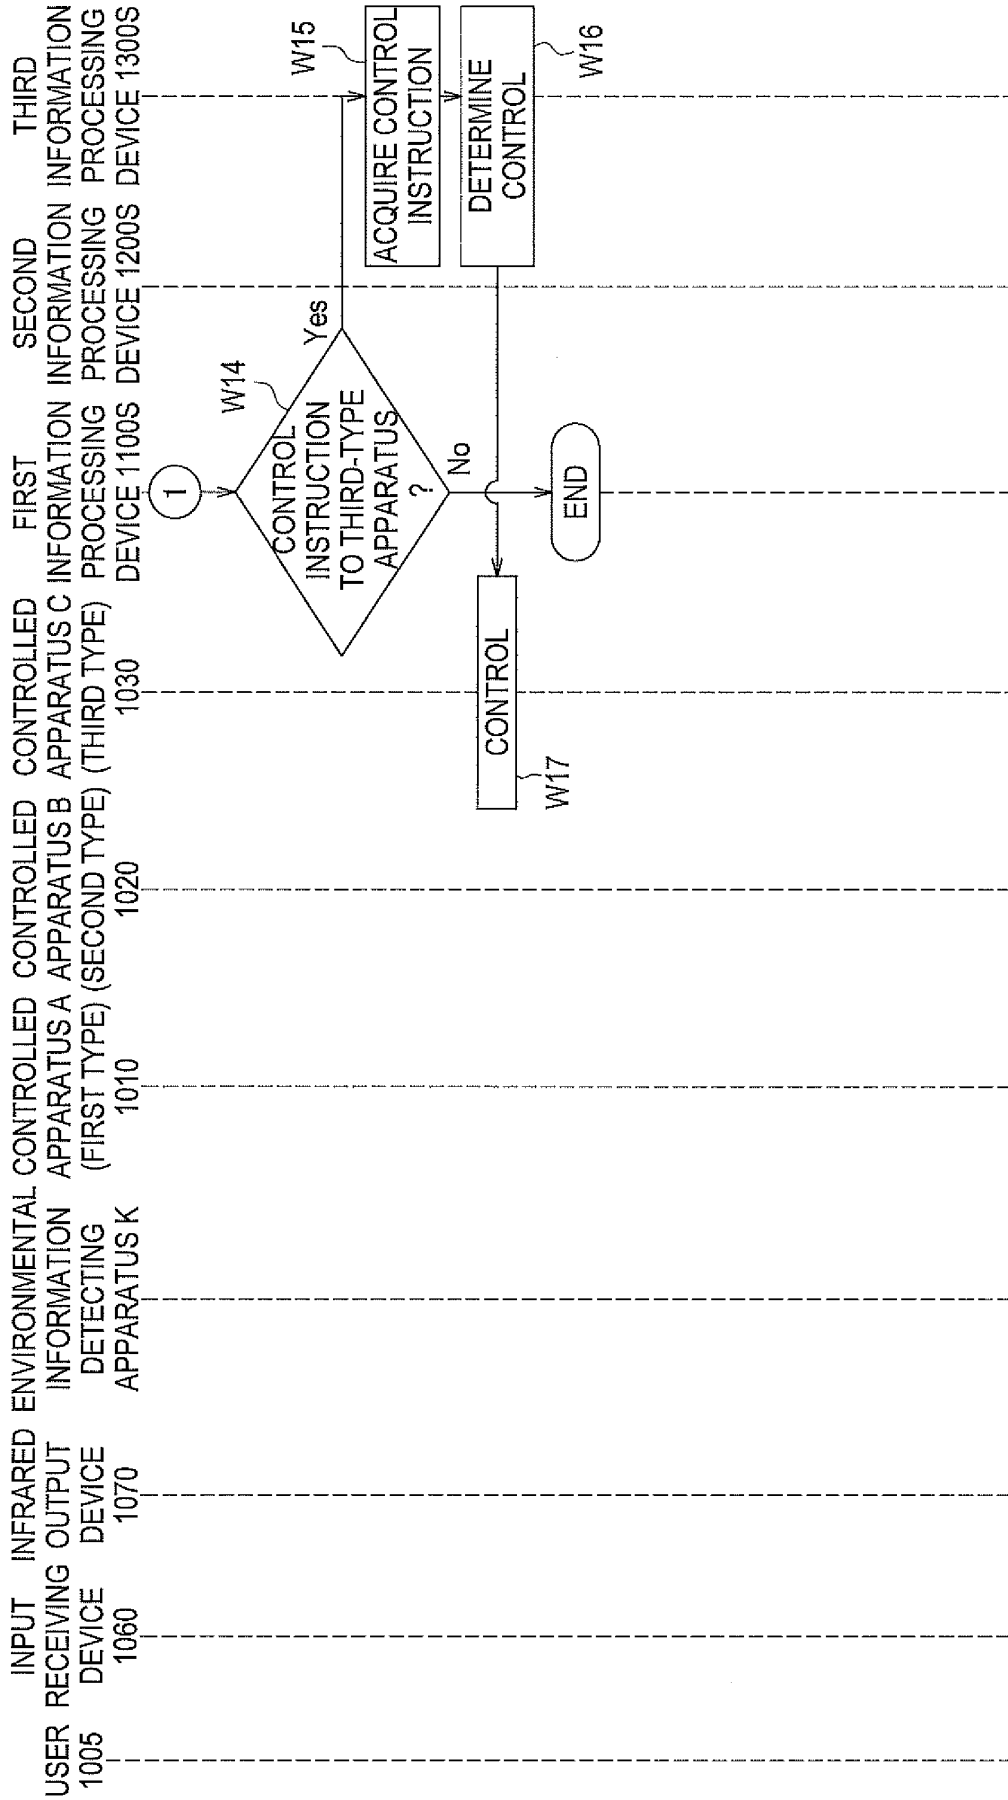 USER
1005
INPUT
RECEIVING
DEVICE
1060
INFRARED
OUTPUT
DEVICE
1070
ENVIRONMENTAL
INFORMATION
DETECTING
APPARATUS K
CONTROLLED
APPARATUS A
(FIRST TYPE)
1010
CONTROLLED
APPARATUS B
(SECOND TYPE)
1020
CONTROLLED
APPARATUS C
(THIRD TYPE)
1030
FIRST
INFORMATION
PROCESSING
DEVICE 1100S
SECOND
INFORMATION
PROCESSING
DEVICE 1200S
THIRD
INFORMATION
PROCESSING
DEVICE 1300S
1
W14
CONTROL
INSTRUCTION
TO THIRD-TYPE
APPARATUS
?
Yes
No
W15
ACQUIRE CONTROL
INSTRUCTION
DETERMINE
CONTROL
W16
CONTROL
W17
END